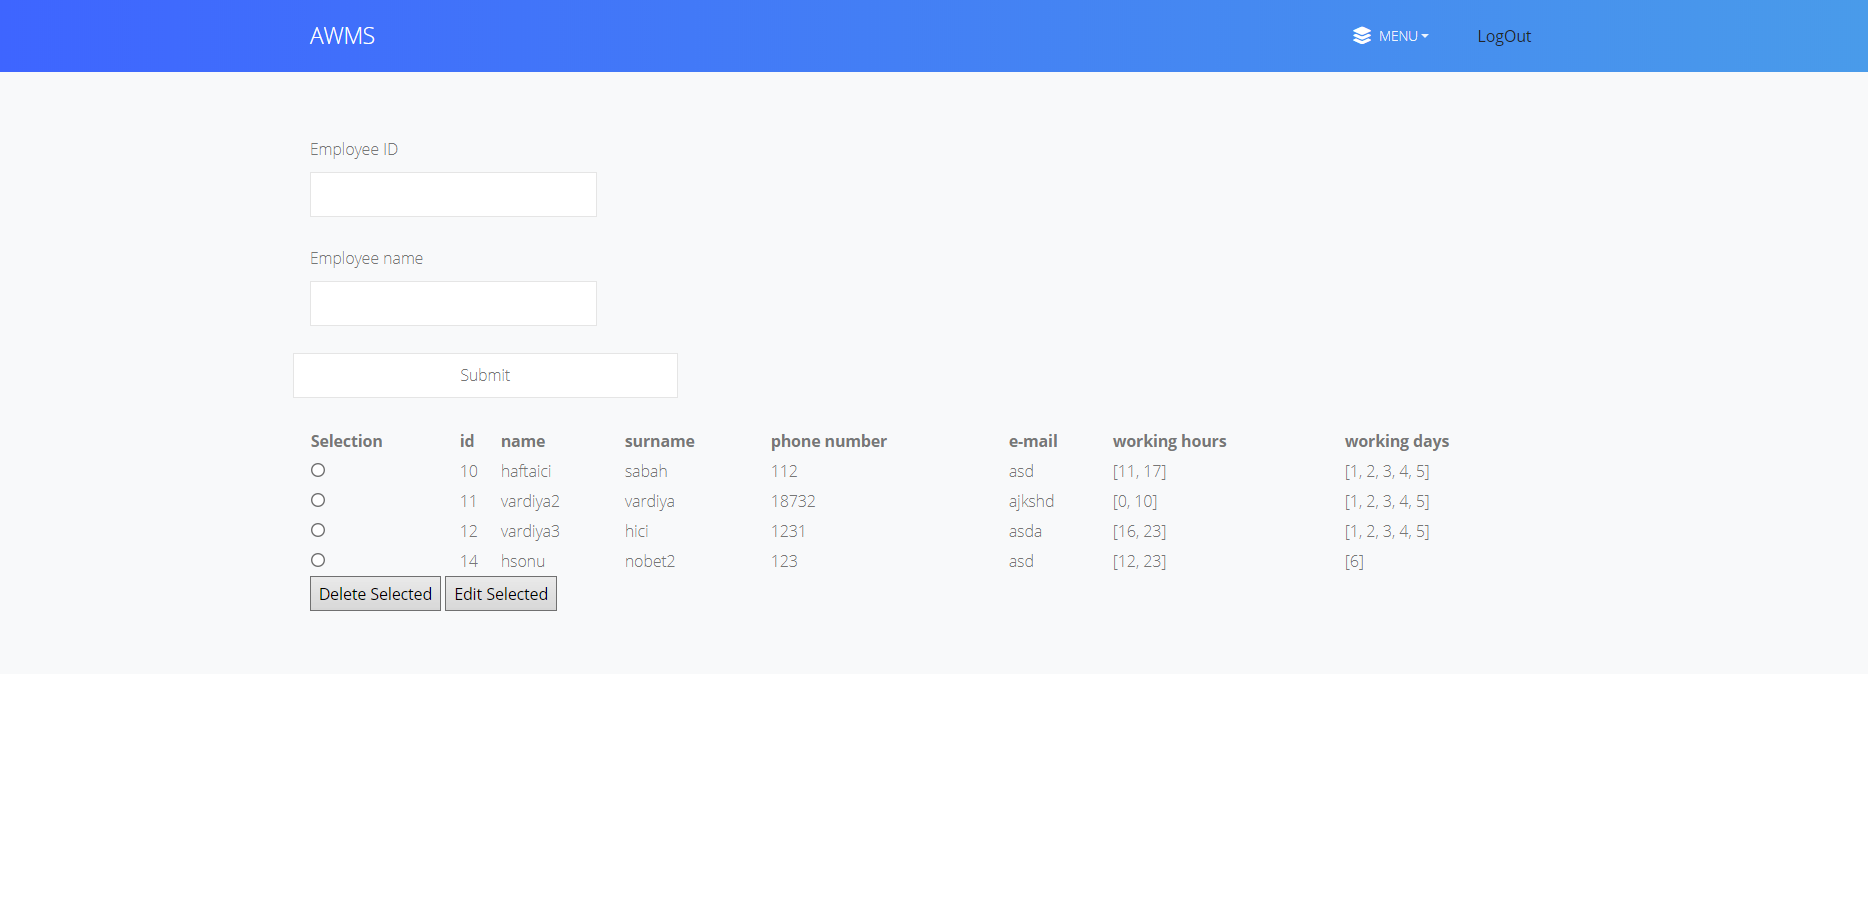 AWMS MENU LogOut
Employee ID
Employee name
Submit
Selection id name surname phone number e-mail working hours working days
10 haftaici sabah 112 asd [11, 17] [1, 2, 3, 4, 5]
11 vardiya2 vardiya 18732 ajkshd [0, 10] [1, 2, 3, 4, 5]
12 vardiya3 hici 1231 asda [16, 23] [1, 2, 3, 4, 5]
14 hsonu nobet2 123 asd [12, 23] [6]
Delete Selected Edit Selected